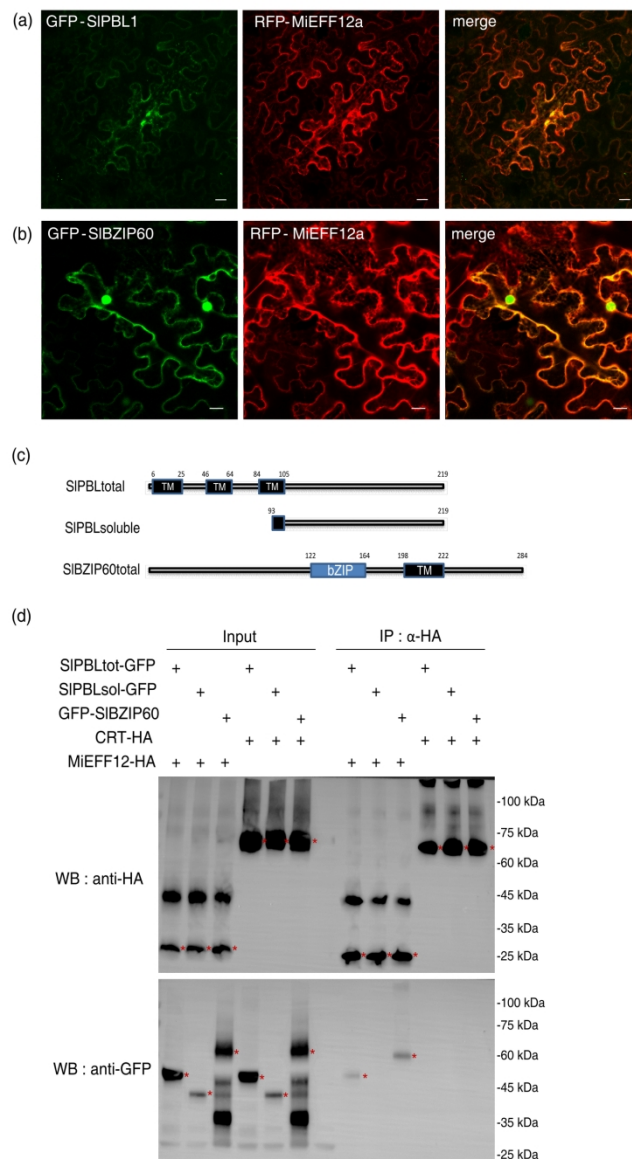 (a)
GFP-SlPBL1 RFP-MiEFF12a merge
(b)
GFP-SlBZIP60 RFP-MiEFF12a merge
(c)
6 25 46 64 84 105 219
SlPBLtotal TM TM TM
93 219
SlPBLsoluble
122 164 198 222 284
SlBZIP60total bZIP TM
(d)
Input IP : α-HA
SlPBLtot-GFP + + + +
SlPBLsol-GFP + + + +
GFP-SlBZIP60 + + + +
CRT-HA + + + + + +
MiEFF12-HA + + + + + +
-100 kDa
-75 kDa
* * *
-60 kDa
WB : anti-HA
-45 kDa
-35 kDa
* * *
-25 kDa
-100 kDa
-75 kDa
-60 kDa
WB : anti-GFP
-45 kDa
-35 kDa
-25 kDa